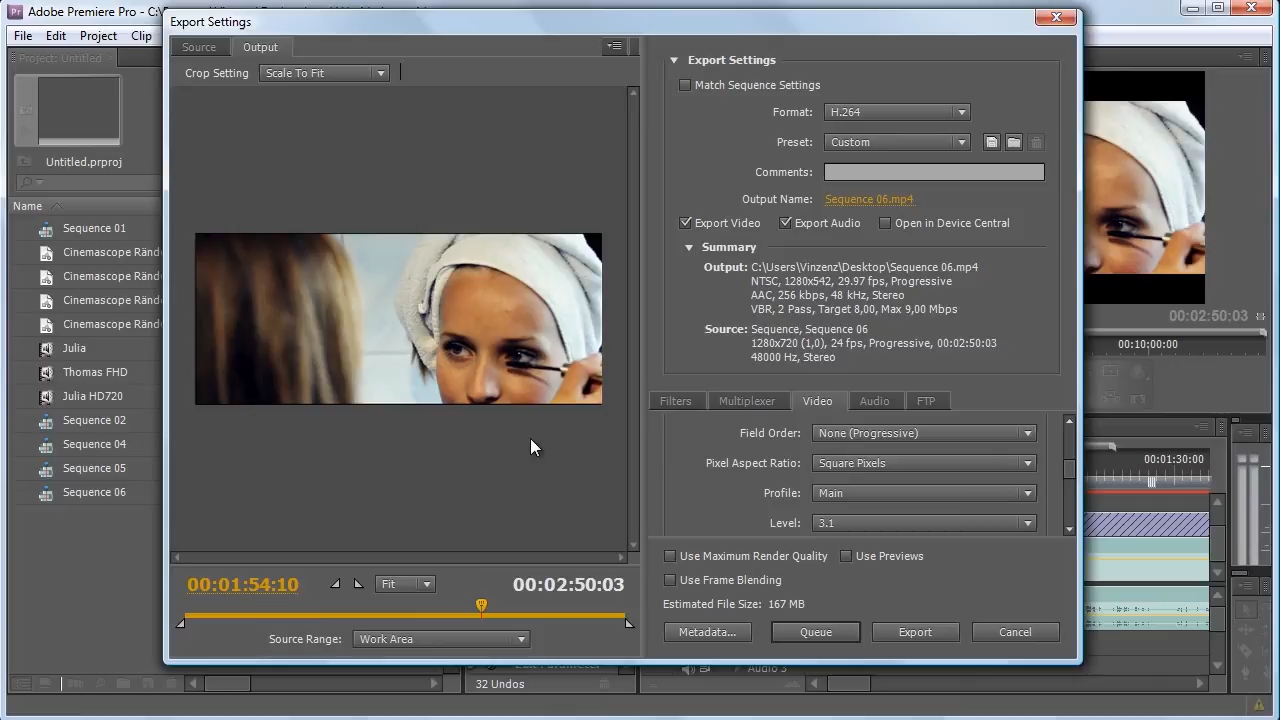 Adobe Premiere Pro - C:\
Export Settings
File Edit Project Clip
Source Output
Crop Setting Scale To Fit
Project: Untitled
Untitled.prproj
Name
Sequence 01
Cinemascope Ränd
Cinemascope Ränd
Cinemascope Ränd
Cinemascope Ränd
Julia
Thomas FHD
Julia HD720
Sequence 02
Sequence 04
Sequence 05
Sequence 06
00:01:54:10 Fit 00:02:50:03
Source Range: Work Area
Export Settings
Match Sequence Settings
Format: H.264
Preset: Custom
Comments:
Output Name: Sequence 06.mp4
Export Video Export Audio Open in Device Central
Summary
Output: C:\Users\Vinzenz\Desktop\Sequence 06.mp4
NTSC, 1280x542, 29.97 fps, Progressive
AAC, 256 kbps, 48 kHz, Stereo
VBR, 2 Pass, Target 8,00, Max 9,00 Mbps
Source: Sequence, Sequence 06
1280x720 (1,0), 24 fps, Progressive, 00:02:50:03
48000 Hz, Stereo
Filters Multiplexer Video Audio FTP
Field Order: None (Progressive)
Pixel Aspect Ratio: Square Pixels
Profile: Main
Level: 3.1
Use Maximum Render Quality Use Previews
Use Frame Blending
Estimated File Size: 167 MB
Metadata... Queue Export Cancel
00:02:50:03
00:10:00:00
00:01:30:00
32 Undos
Audio 3